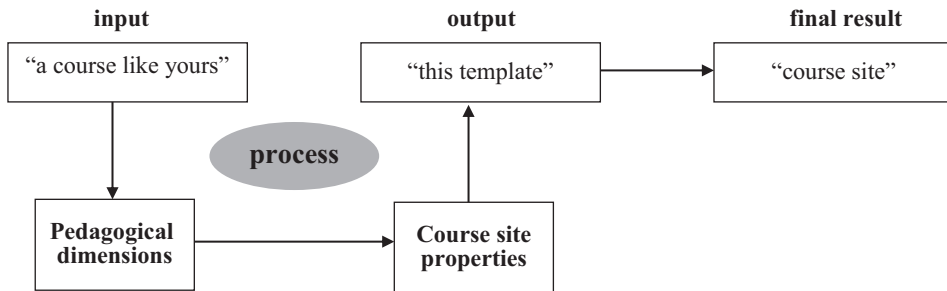 input
output
final result
“a course like yours”
“this template”
“course site”
process
Pedagogical
dimensions
Course site
properties